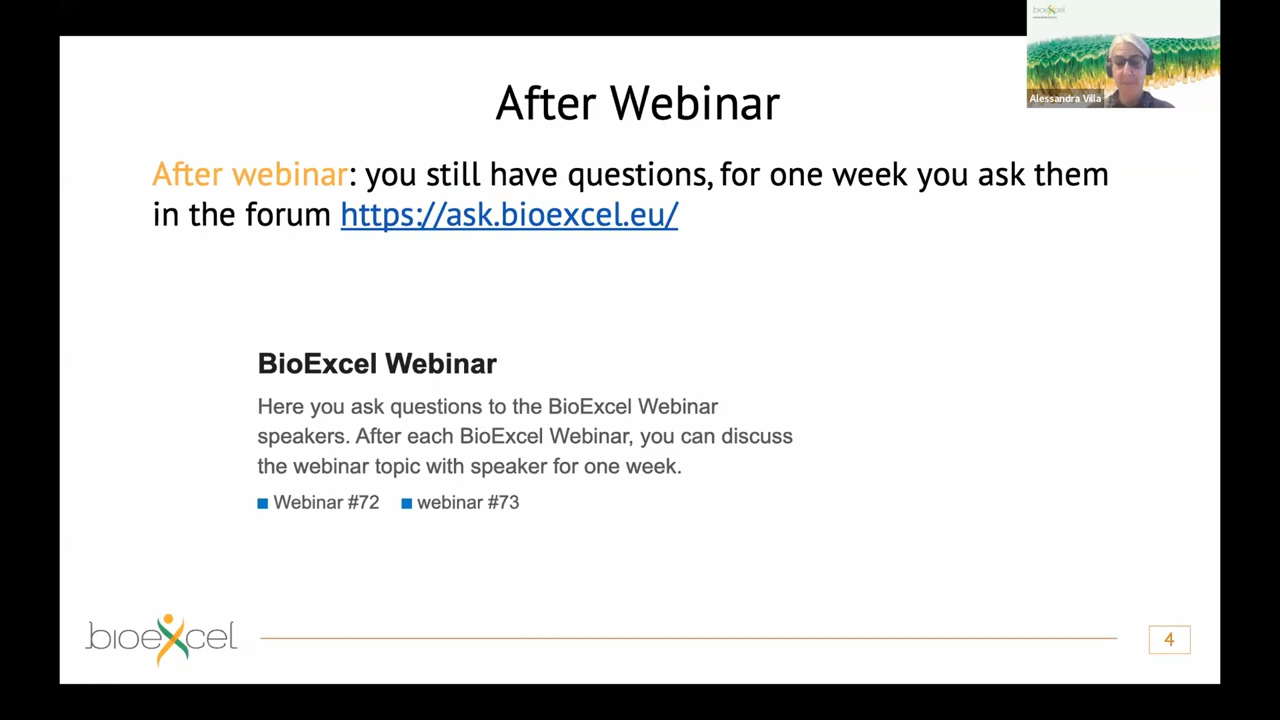 bioexcel
Alessandra Villa
After Webinar
After webinar: you still have questions, for one week you ask them
in the forum https://ask.bioexcel.eu/
BioExcel Webinar
Here you ask questions to the BioExcel Webinar
speakers. After each BioExcel Webinar, you can discuss
the webinar topic with speaker for one week.
Webinar #72 webinar #73
bioexcel
4